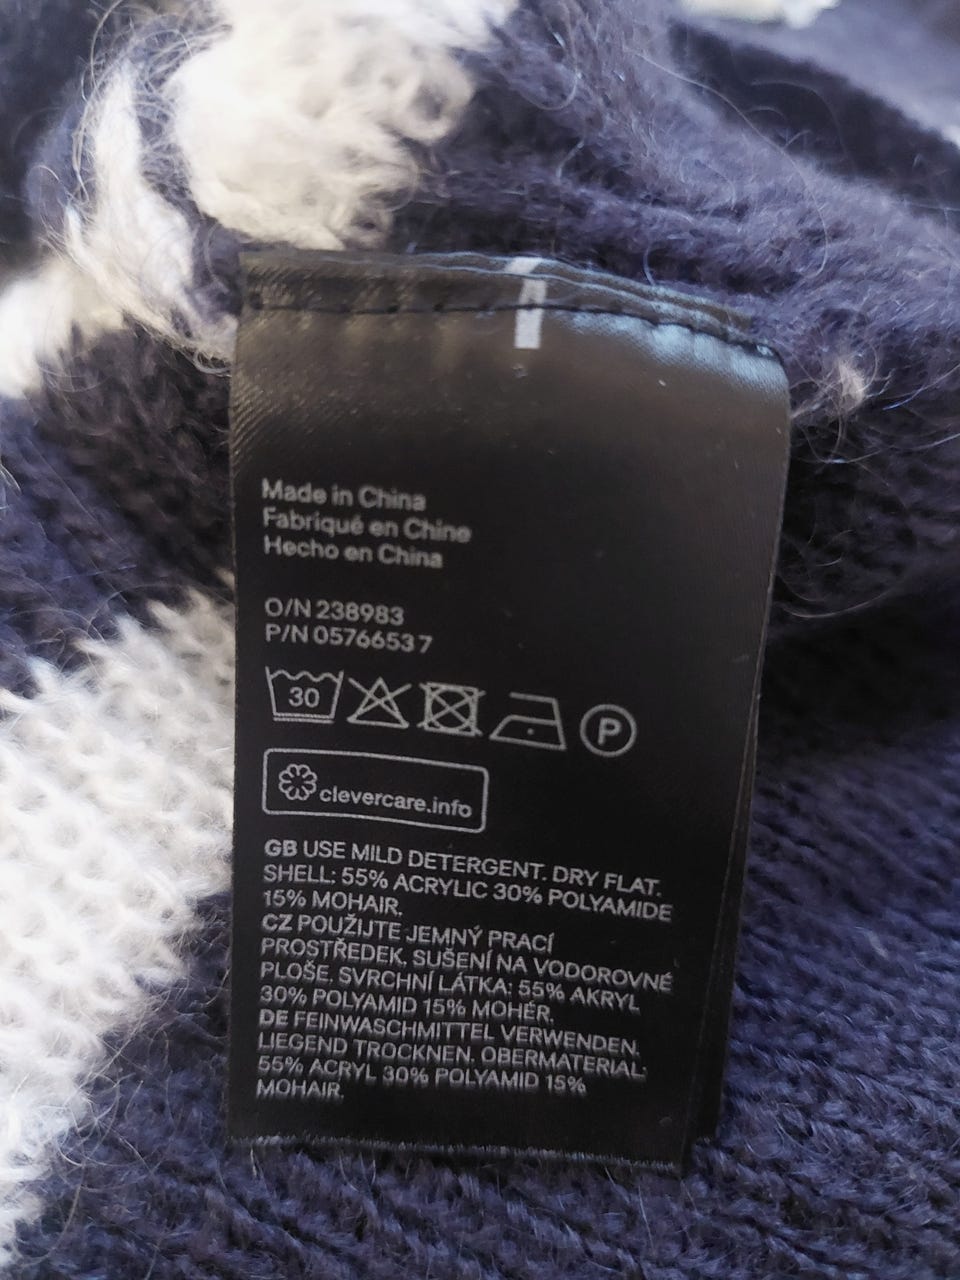 Made in China
Fabriqué en Chine
Hecho en China
O/N 238983
P/N 05766537
30
P
clevercare.info
GB USE MILD DETERGENT. DRY FLAT.
SHELL: 55% ACRYLIC 30% POLYAMIDE
15% MOHAIR.
CZ POUŽIJTE JEMNÝ PRACÍ
PROSTŘEDEK. SUŠENÍ NA VODOROVNÉ
PLOŠE. SVRCHNÍ LÁTKA: 55% AKRYL
30% POLYAMID 15% MOHÉR.
DE FEINWASCHMITTEL VERWENDEN.
LIEGEND TROCKNEN. OBERMATERIAL:
55% ACRYL 30% POLYAMID 15%
MOHAIR.